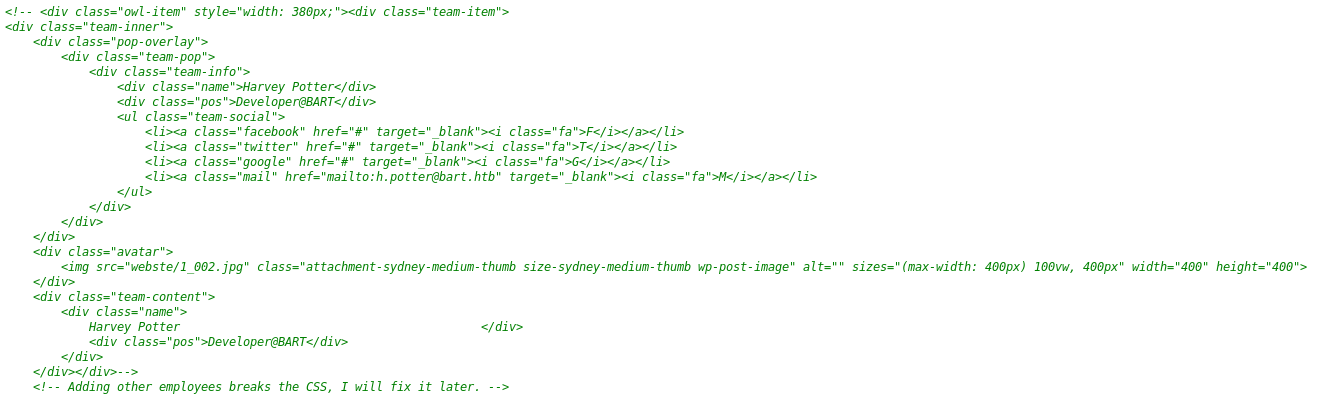 <!-- <div class="owl-item" style="width: 380px;"><div class="team-item">
<div class="team-inner">
    <div class="pop-overlay">
        <div class="team-pop">
            <div class="team-info">
                <div class="name">Harvey Potter</div>
                <div class="pos">Developer@BART</div>
                <ul class="team-social">
                    <li><a class="facebook" href="#" target="_blank"><i class="fa">F</i></a></li>
                    <li><a class="twitter" href="#" target="_blank"><i class="fa">T</i></a></li>
                    <li><a class="google" href="#" target="_blank"><i class="fa">G</i></a></li>
                    <li><a class="mail" href="mailto:h.potter@bart.htb" target="_blank"><i class="fa">M</i></a></li>
                </ul>
            </div>
        </div>
    </div>
    <div class="avatar">
        <img src="webste/1_002.jpg" class="attachment-sydney-medium-thumb size-sydney-medium-thumb wp-post-image" alt="" sizes="(max-width: 400px) 100vw, 400px" width="400" height="400">
    </div>
    <div class="team-content">
        <div class="name">
            Harvey Potter                                           </div>
            <div class="pos">Developer@BART</div>
        </div>
    </div></div>-->
    <!-- Adding other employees breaks the CSS, I will fix it later. -->